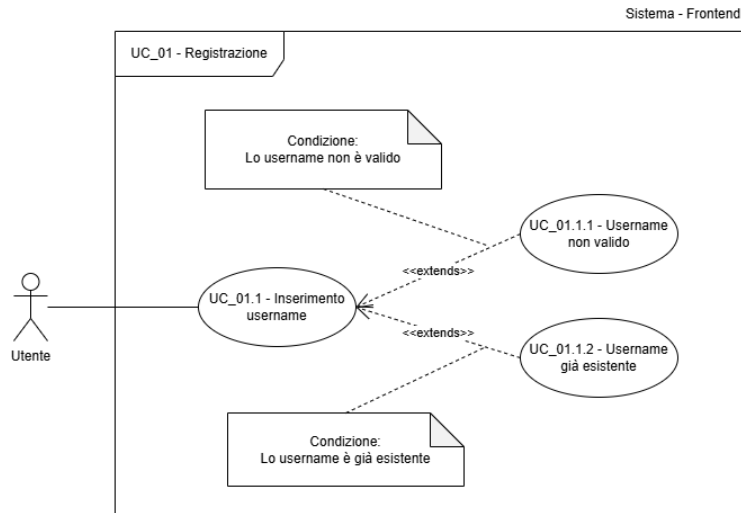 Sistema - Frontend
UC_01 - Registrazione
Condizione:
Lo username non è valido
UC_01.1.1 - Username
non valido
<<extends>>
UC_01.1 - Inserimento
username
<<extends>>
UC_01.1.2 - Username
già esistente
Utente
Condizione:
Lo username è già esistente